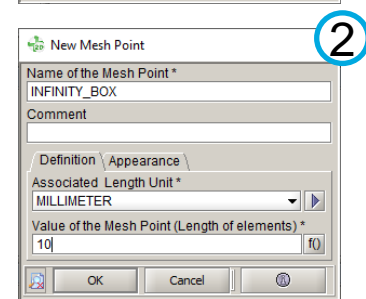 2
New Mesh Point
Name of the Mesh Point *
INFINITY_BOX
Comment
Definition Appearance
Associated Length Unit *
MILLIMETER
Value of the Mesh Point (Length of elements) *
10 f()
OK Cancel